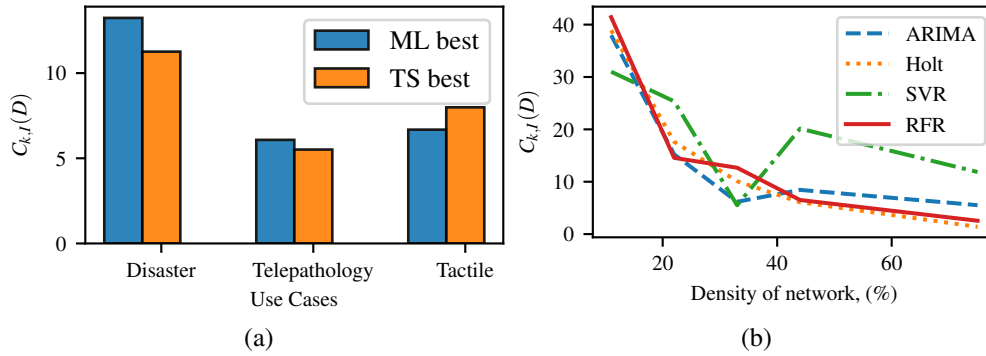 C_{k,I}(D)
10
5
0
ML best
TS best
Disaster
Telepathology
Tactile
Use Cases
(a)
C_{k,I}(D)
40
30
20
10
0
ARIMA
Holt
SVR
RFR
20
40
60
Density of network, (%)
(b)